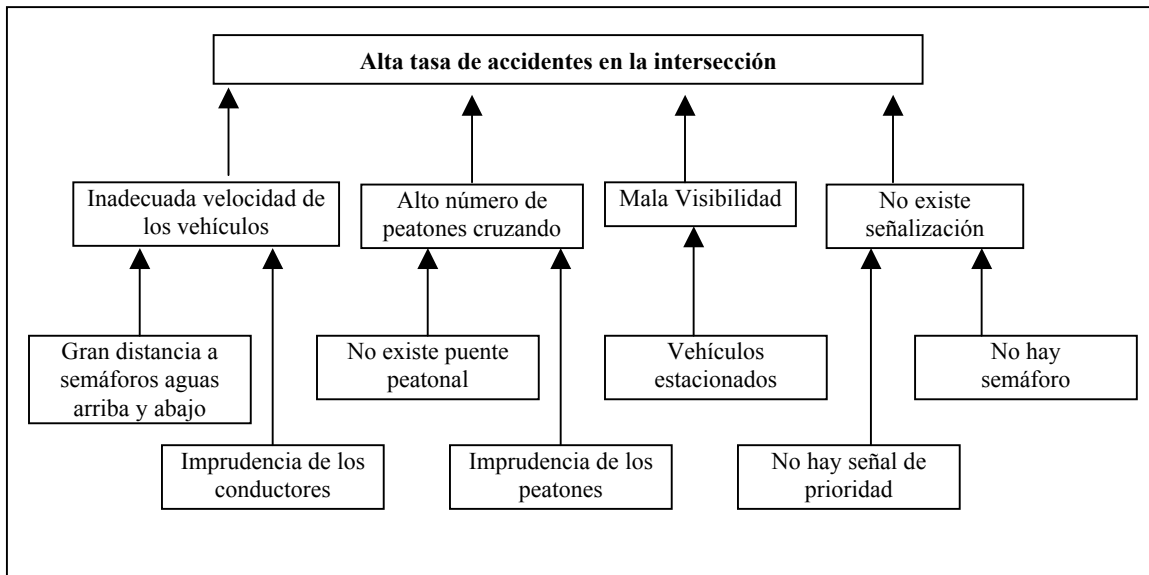 Alta tasa de accidentes en la intersección
Inadecuada velocidad de
los vehículos
Alto número de
peatones cruzando
Mala Visibilidad
No existe
señalización
Gran distancia a
semáforos aguas
arriba y abajo
No existe puente
peatonal
Vehículos
estacionados
No hay
semáforo
Imprudencia de los
conductores
Imprudencia de los
peatones
No hay señal de
prioridad